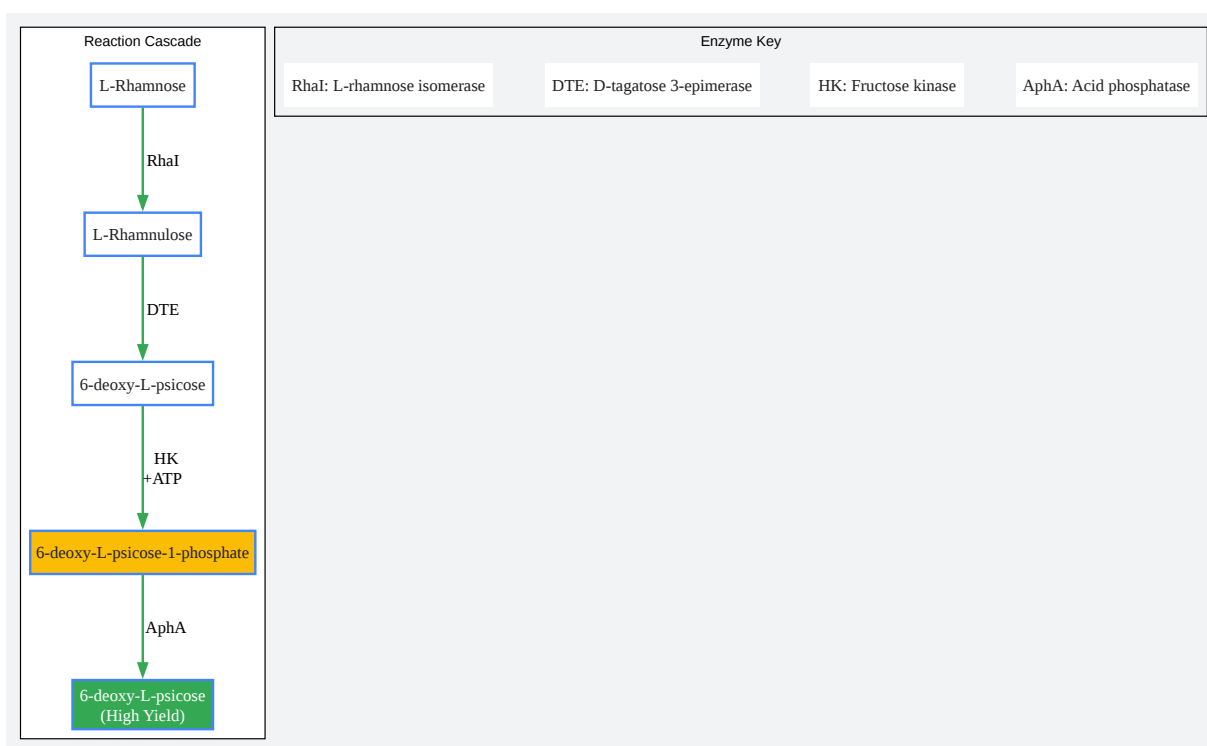 Reaction Cascade
L-Rhamnose
RhaI
L-Rhamnulose
DTE
6-deoxy-L-psicose
HK
+ATP
6-deoxy-L-psicose-1-phosphate
AphA
6-deoxy-L-psicose
(High Yield)
Enzyme Key
RhaI: L-rhamnose isomerase
DTE: D-tagatose 3-epimerase
HK: Fructose kinase
AphA: Acid phosphatase